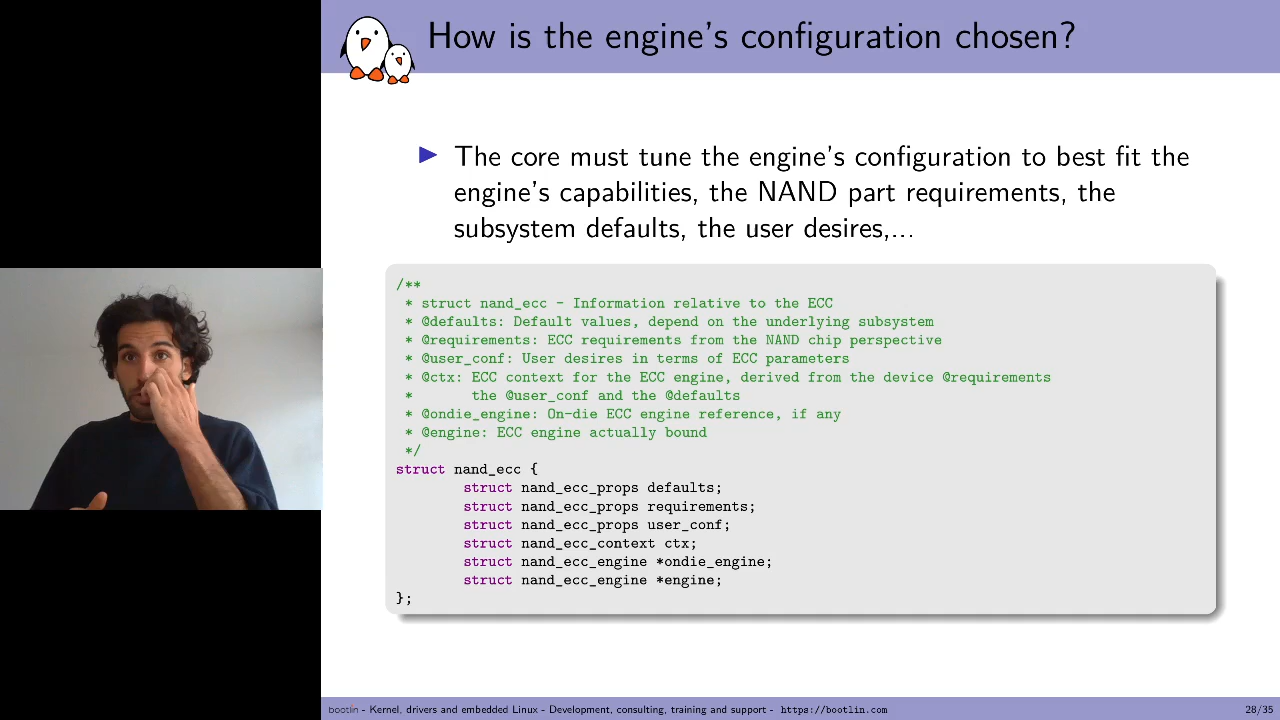 How is the engine's configuration chosen?
The core must tune the engine's configuration to best fit the
engine's capabilities, the NAND part requirements, the
subsystem defaults, the user desires,...
/**
 * struct nand_ecc - Information relative to the ECC
 * @defaults: Default values, depend on the underlying subsystem
 * @requirements: ECC requirements from the NAND chip perspective
 * @user_conf: User desires in terms of ECC parameters
 * @ctx: ECC context for the ECC engine, derived from the device @requirements
 *       the @user_conf and the @defaults
 * @ondie_engine: On-die ECC engine reference, if any
 * @engine: ECC engine actually bound
 */
struct nand_ecc {
        struct nand_ecc_props defaults;
        struct nand_ecc_props requirements;
        struct nand_ecc_props user_conf;
        struct nand_ecc_context ctx;
        struct nand_ecc_engine *ondie_engine;
        struct nand_ecc_engine *engine;
};
bootlin - Kernel, drivers and embedded Linux - Development, consulting, training and support - https://bootlin.com 28/35